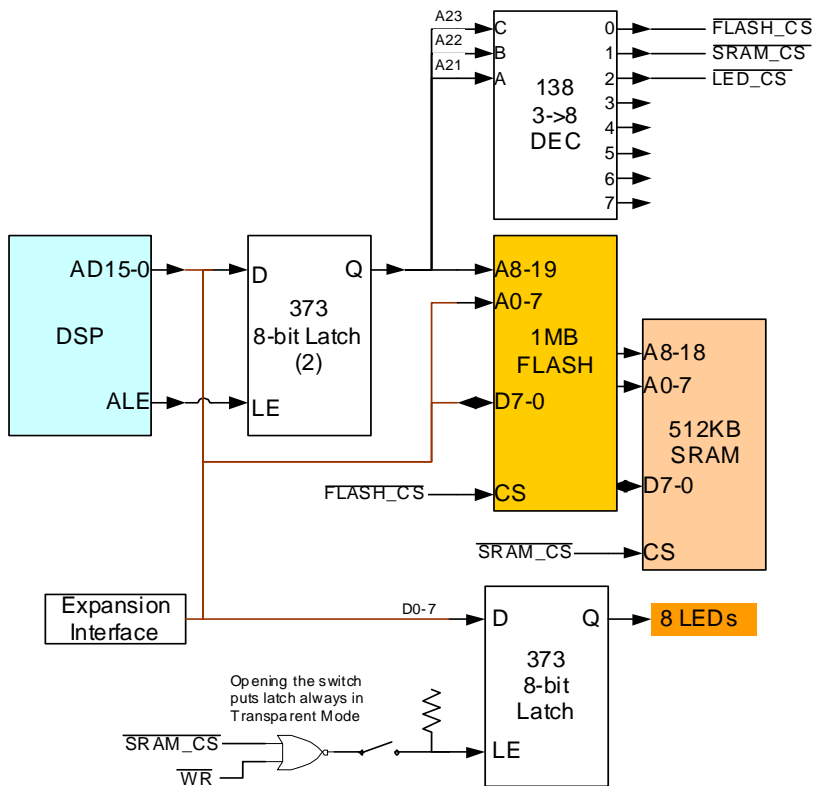 A23
A22
A21
C
B
A
138
3->8
DEC
0
1
2
3
4
5
6
7
FLASH_CS
SRAM_CS
LED_CS
AD15-0
DSP
ALE
D
Q
373
8-bit Latch
(2)
LE
A8-19
A0-7
1MB
FLASH
D7-0
CS
FLASH_CS
A8-18
A0-7
512KB
SRAM
D7-0
CS
SRAM_CS
Expansion
Interface
D0-7
D
Q
373
8-bit
Latch
LE
8 LEDs
Opening the switch
puts latch always in
Transparent Mode
SRAM_CS
WR